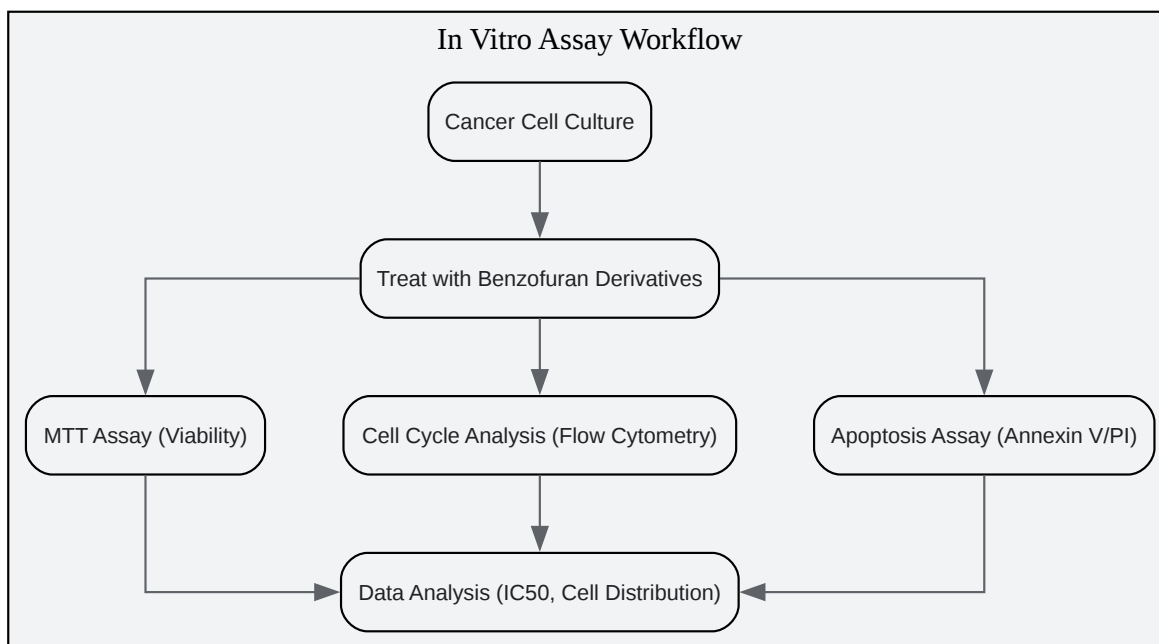 In Vitro Assay Workflow
Cancer Cell Culture
Treat with Benzofuran Derivatives
MTT Assay (Viability)
Cell Cycle Analysis (Flow Cytometry)
Apoptosis Assay (Annexin V/PI)
Data Analysis (IC50, Cell Distribution)